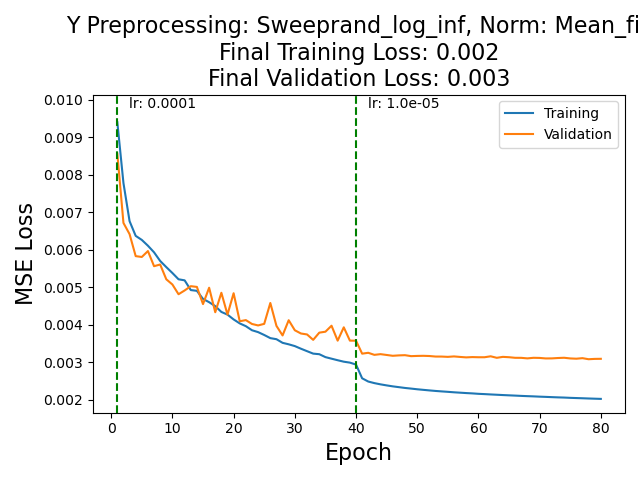 Y Preprocessing: Sweeprand_log_inf, Norm: Mean_fi
Final Training Loss: 0.002
Final Validation Loss: 0.003
lr: 0.0001
lr: 1.0e-05
Training
Validation
0.010
0.009
0.008
0.007
0.006
0.005
0.004
0.003
0.002
MSE Loss
0 10 20 30 40 50 60 70 80
Epoch